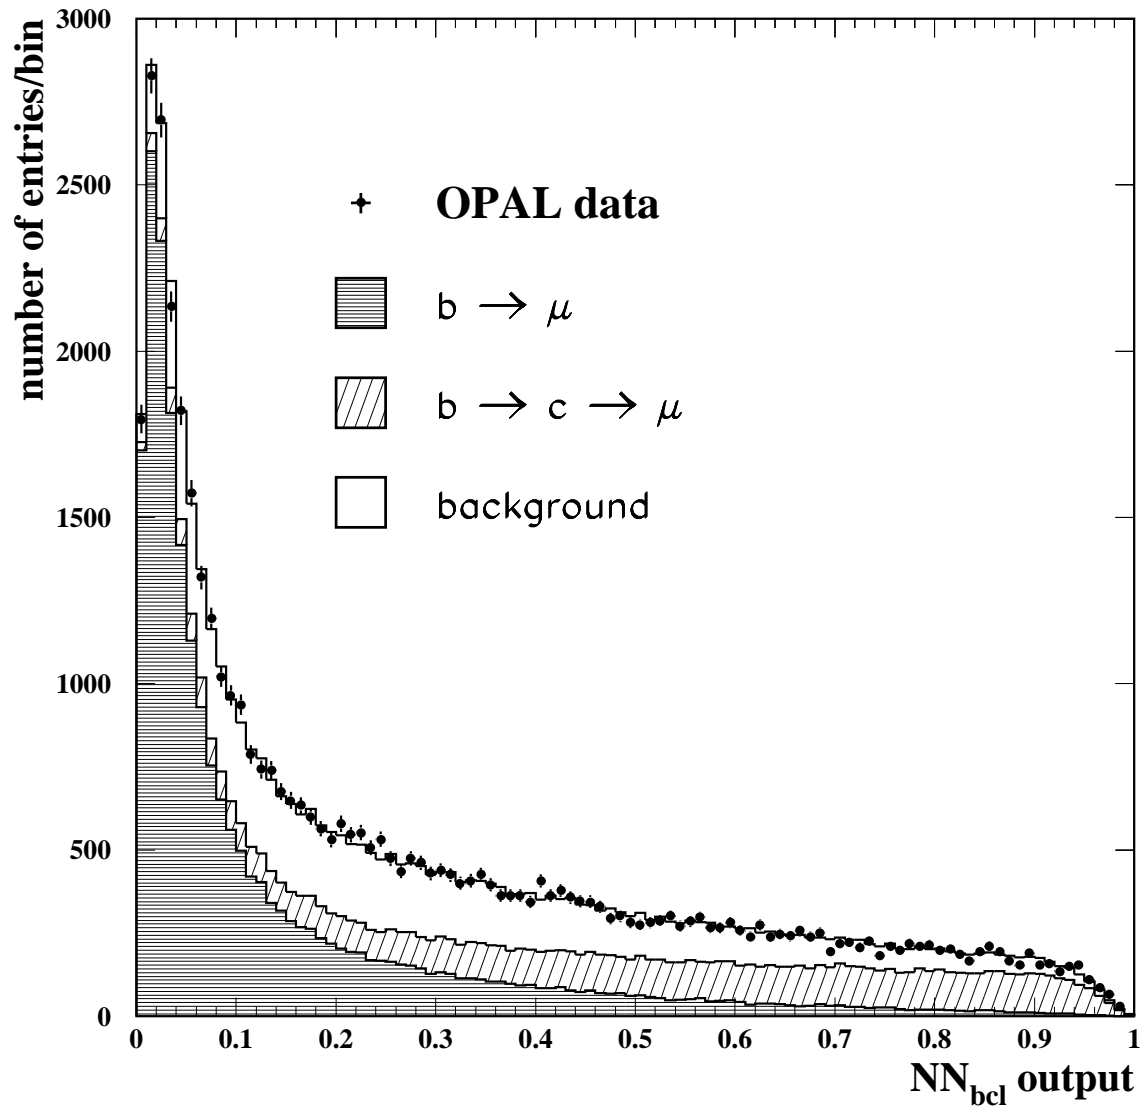 number of entries/bin
3000
2500
2000
1500
1000
500
0
OPAL data
b → μ
b → c → μ
background
0 0.1 0.2 0.3 0.4 0.5 0.6 0.7 0.8 0.9 1
NN_bcl output